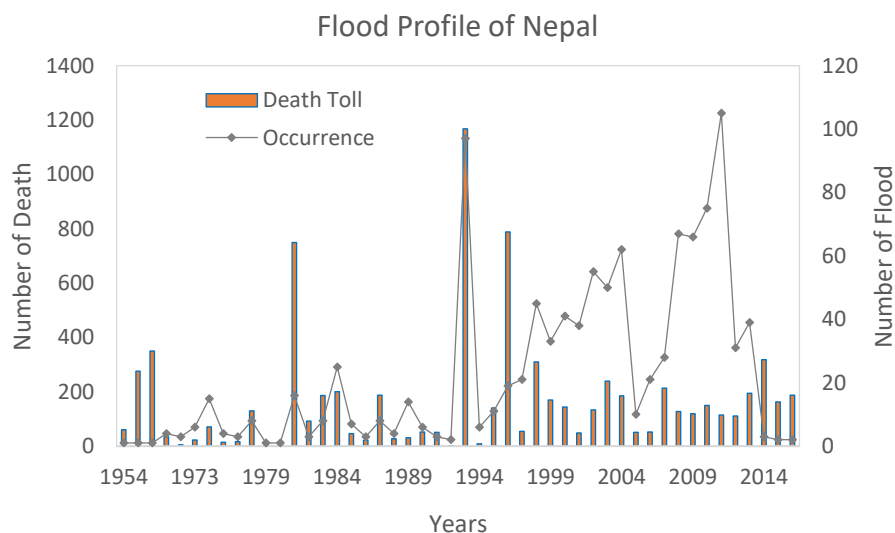 Flood Profile of Nepal
1400
1200
1000
800
600
400
200
0
Number of Death
Death Toll
Occurrence
120
100
80
60
40
20
0
Number of Flood
1954 1973 1979 1984 1989 1994 1999 2004 2009 2014
Years